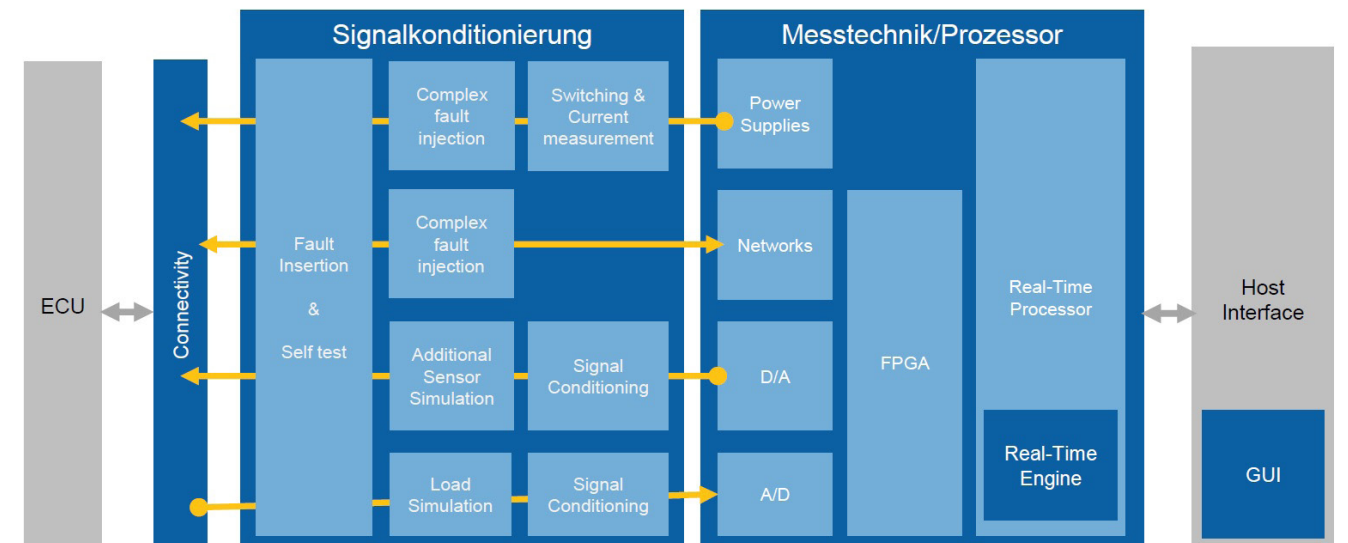 Signalkonditionierung
Messtechnik/Prozessor
ECU
Connectivity
Fault
Insertion
&
Self test
Complex
fault
injection
Switching &
Current
measurement
Power
Supplies
Complex
fault
injection
Networks
Additional
Sensor
Simulation
Signal
Conditioning
D/A
Load
Simulation
Signal
Conditioning
A/D
FPGA
Real-Time
Processor
Real-Time
Engine
Host
Interface
GUI